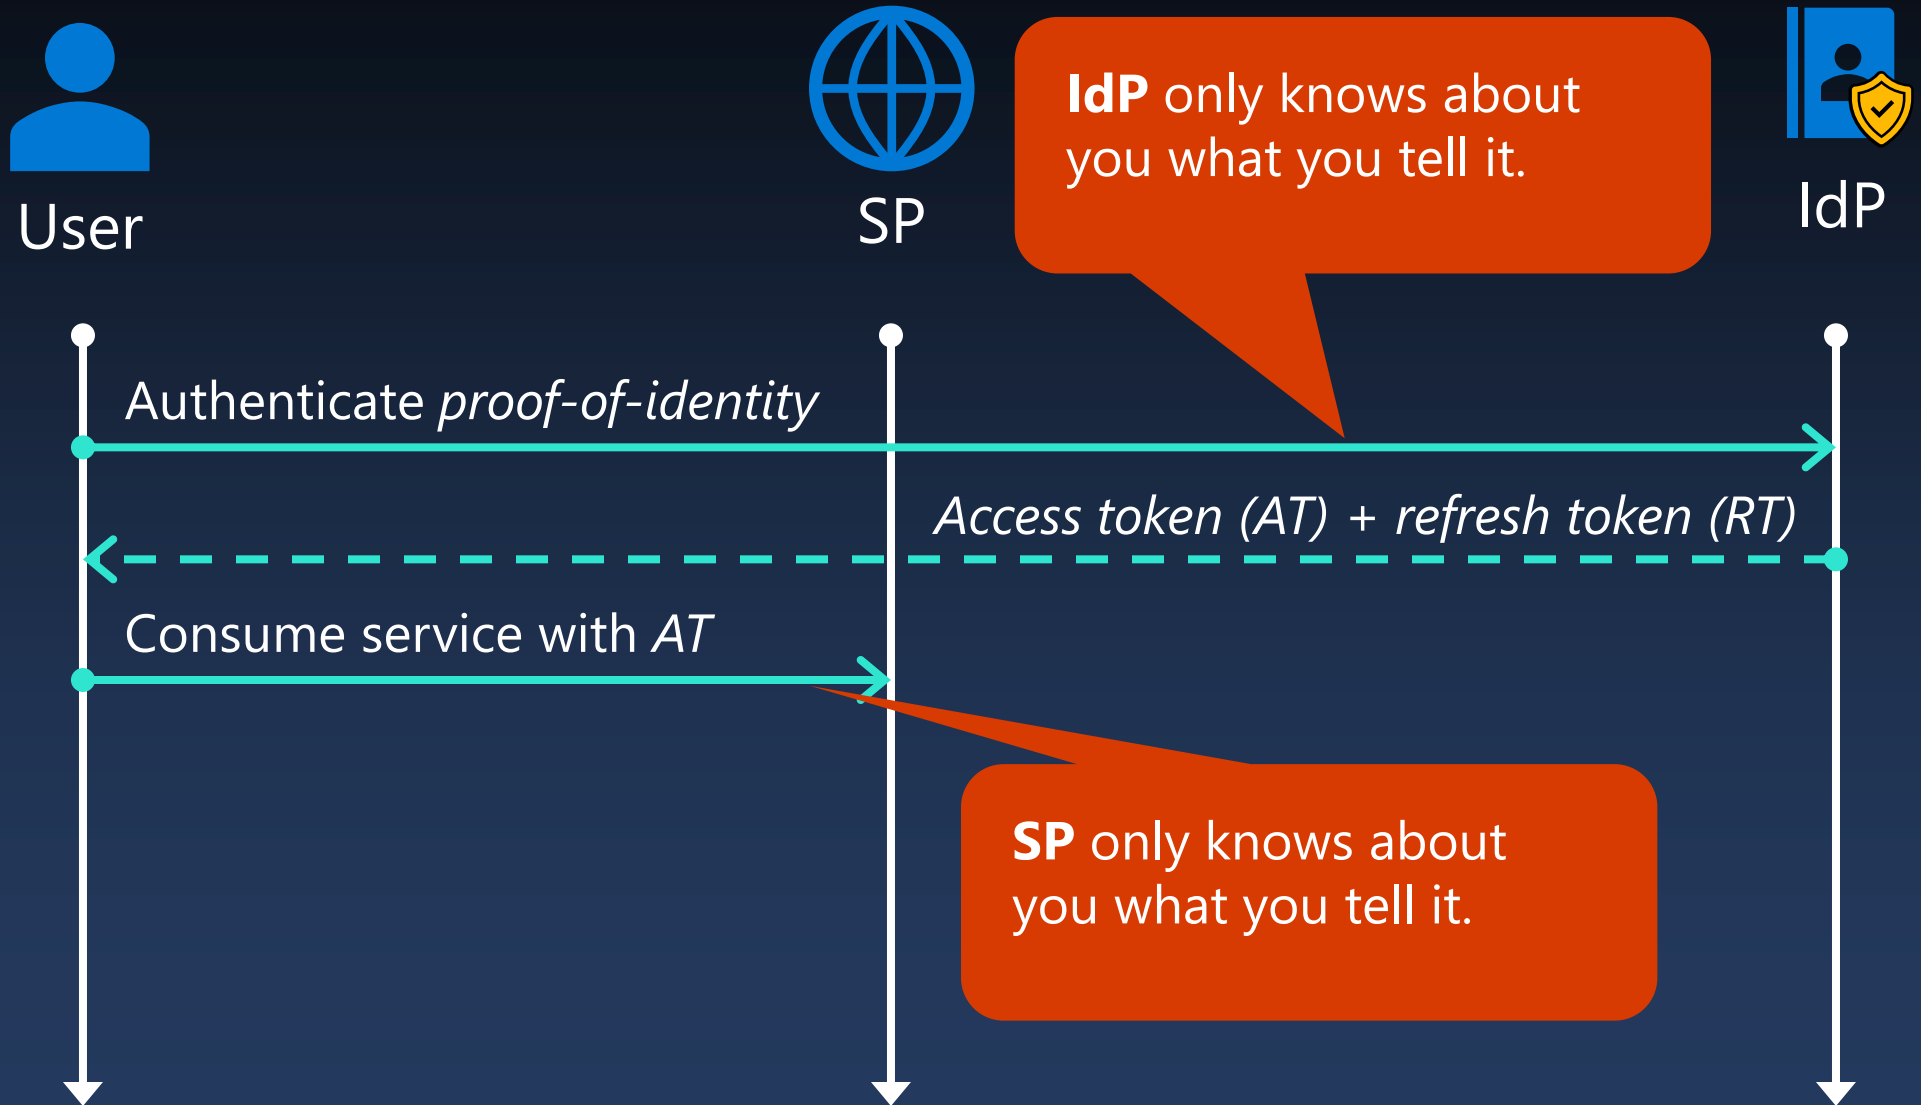 User
SP
IdP only knows about
you what you tell it.
IdP
Authenticate proof-of-identity
Access token (AT) + refresh token (RT)
Consume service with AT
SP only knows about
you what you tell it.